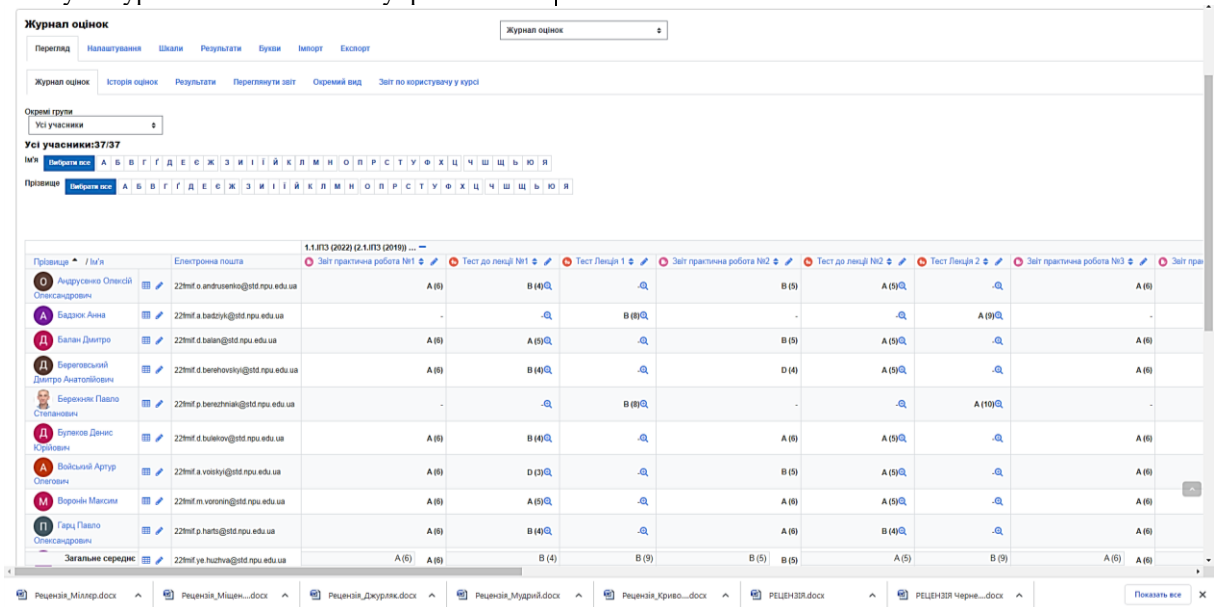 Журнал оцінок
Журнал оцінок
Перегляд Налаштування Шкали Результати Букви Імпорт Експорт
Журнал оцінок Історія оцінок Результати Переглянути звіт Окремий вид Звіт по користувачу у курсі
Окремі групи
Усі учасники
Усі учасники:37/37
Ім'я Вибрати все А Б В Г Ґ Д Е Є Ж З И І Ї Й К Л М Н О П Р С Т У Ф Х Ц Ч Ш Щ Ь Ю Я
Прізвище Вибрати все А Б В Г Ґ Д Е Є Ж З И І Ї Й К Л М Н О П Р С Т У Ф Х Ц Ч Ш Щ Ь Ю Я
1.1.ІПЗ (2022) (2.1.ІПЗ (2019)) ...
Прізвище / Ім'я Електронна пошта Звіт практична робота №1 Тест до лекції №1 Тест Лекція 1 Звіт практична робота №2 Тест до лекції №2 Тест Лекція 2 Звіт практична робота №3 Звіт прак
О Андрусенко Олексій Олександрович 22fmif.o.andrusenko@std.npu.edu.ua А (6) В (4) - В (5) А (5) - А (6)
А Бадзюк Анна 22fmif.a.badziyk@std.npu.edu.ua - - В (8) - - А (9) -
Д Балан Дмитро 22fmif.d.balan@std.npu.edu.ua А (6) А (5) - В (5) А (5) - А (6)
Д Береговський Дмитро Анатолійович 22fmif.d.berehovskyi@std.npu.edu.ua А (6) В (4) - D (4) А (5) - А (6)
Бережняк Павло Степанович 22fmif.p.berezhniak@std.npu.edu.ua - - В (8) - - А (10) -
Д Булеков Денис Юрійович 22fmif.d.bulekov@std.npu.edu.ua А (6) В (4) - А (6) А (5) - А (6)
А Войський Артур Олегович 22fmif.a.voiskyi@std.npu.edu.ua А (6) D (3) - В (5) А (5) - А (6)
М Воронін Максим 22fmif.m.voronin@std.npu.edu.ua А (6) А (5) - А (6) А (5) - А (6)
П Гарц Павло Олександрович 22fmif.p.harts@std.npu.edu.ua А (6) В (4) - А (6) В (4) - А (6)
Загальне середнє 22fmif.ye.huzhva@std.npu.edu.ua А (6) А (6) В (4) В (9) В (5) В (5) А (5) В (9) А (6) А (6)
Рецензія_Міллєр.docx Рецензія_Міщен....docx Рецензія_Джурляк.docx Рецензія_Мудрий.docx Рецензія_Криво....docx РЕЦЕНЗІЯ.docx РЕЦЕНЗІЯ Черне....docx Показать все